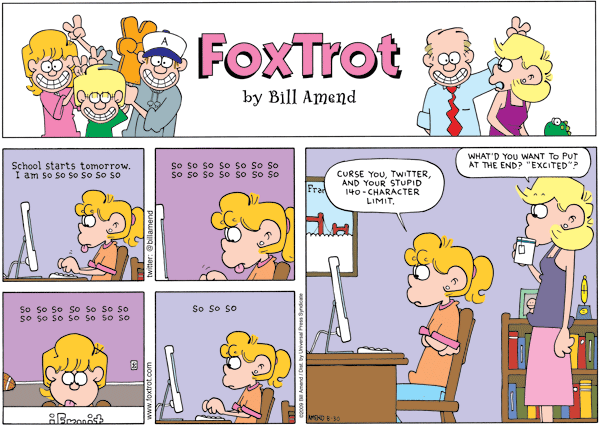 A
FoxTrot
by Bill Amend
School starts tomorrow.
I am so so so so so so
twitter: @billamend
so so so so so so so
so so so so so so so
so so so so so so so
so so so so so so so
iFruit
www.foxtrot.com
so so so
©2009 Bill Amend / Dist. by Universal Press Syndicate
Fra
CURSE YOU, TWITTER,
AND YOUR STUPID
140-CHARACTER
LIMIT.
WHAT'D YOU WANT TO PUT
AT THE END? "EXCITED"?
AMEND 8-30